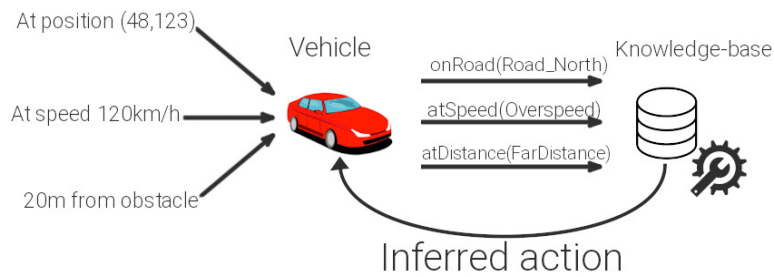 At position (48,123)
Vehicle
onRoad(Road_North)
Knowledge-base
At speed 120km/h
atSpeed(Overspeed)
atDistance(FarDistance)
20m from obstacle
Inferred action